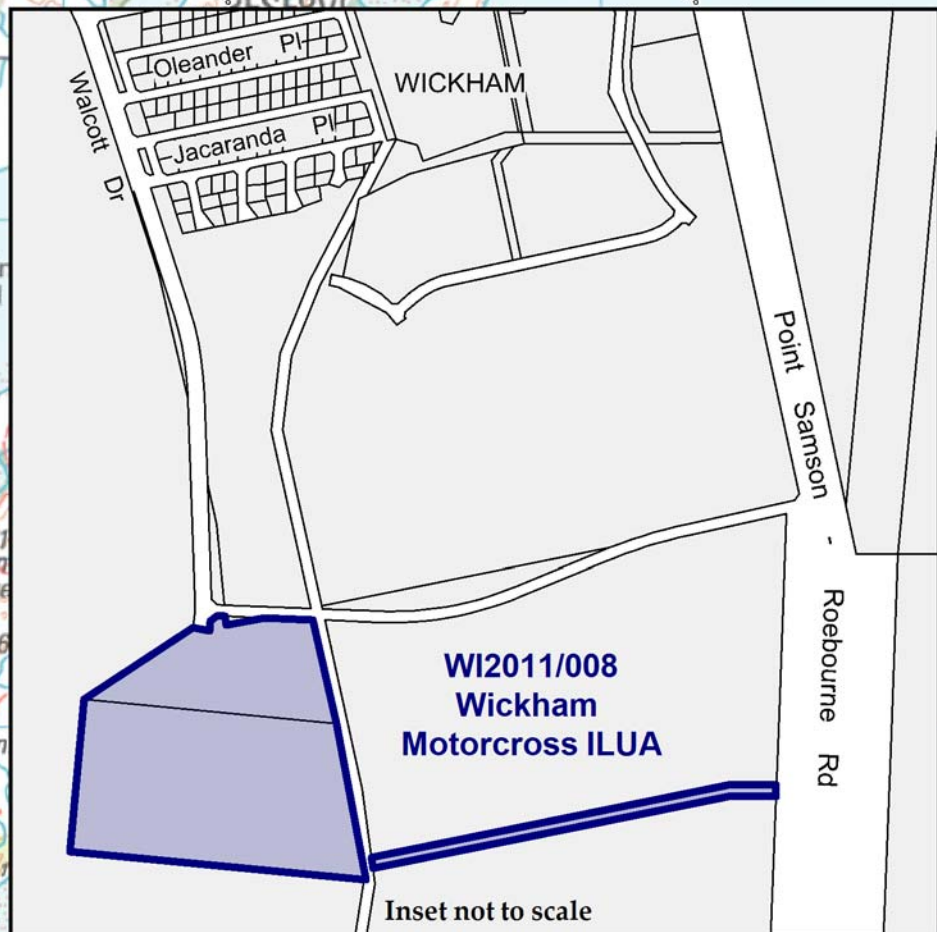 Oleander Pl
WICKHAM
Walcott Dr
Jacaranda Pl
Point Samson - Roebourne Rd
WI2011/008
Wickham
Motorcross ILUA
Inset not to scale